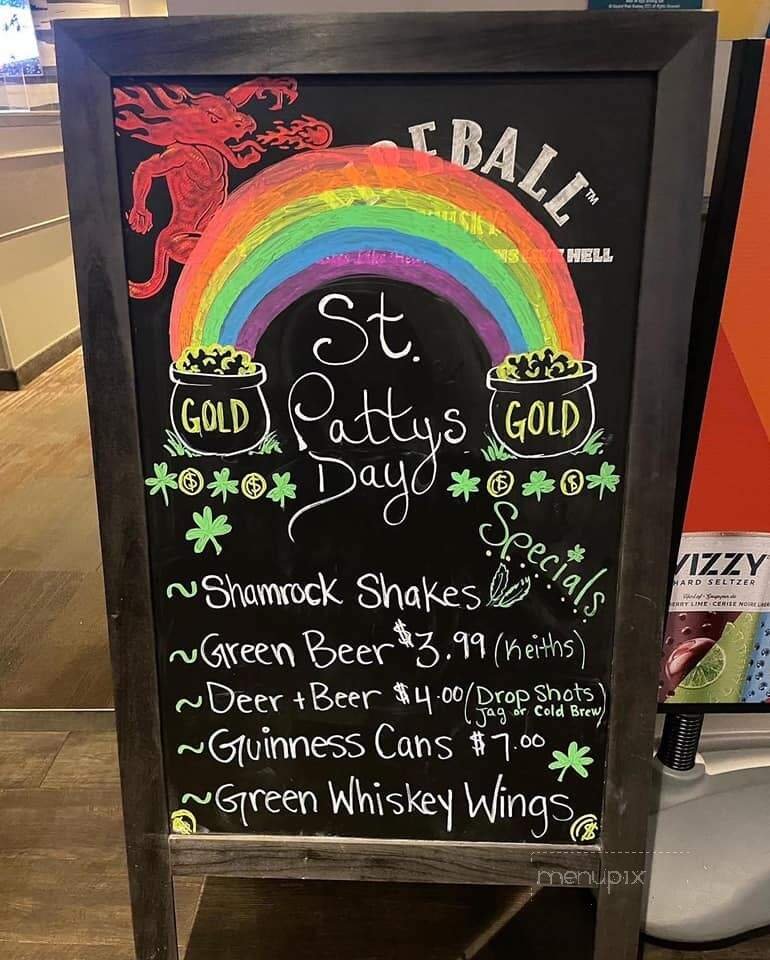 EBALL™
HELL
St.
Pattys
Day
GOLD
GOLD
Specials
~Shamrock Shakes
~Green Beer $3.99 (Keiths)
~Deer + Beer $4.00 (Drop Shots
Jag or Cold Brew)
~Guinness Cans $7.00
~Green Whiskey Wings
VIZZY
HARD SELTZER
menupix